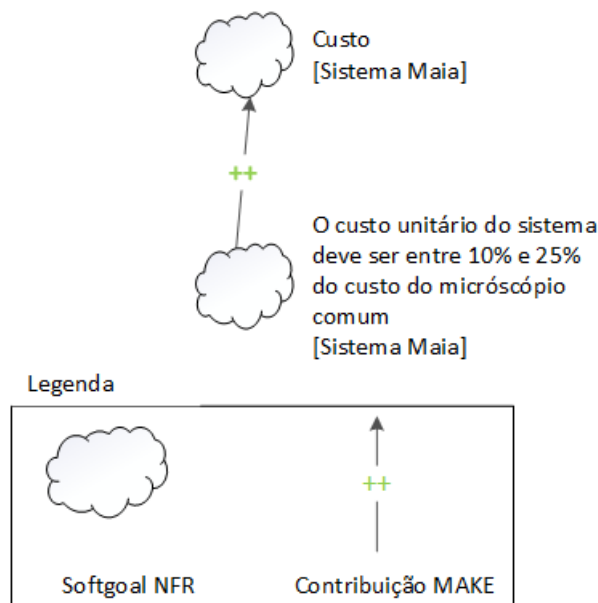 Custo
[Sistema Maia]
++
O custo unitário do sistema
deve ser entre 10% e 25%
do custo do micróscópio
comum
[Sistema Maia]
Legenda
++
Softgoal NFR
Contribuição MAKE